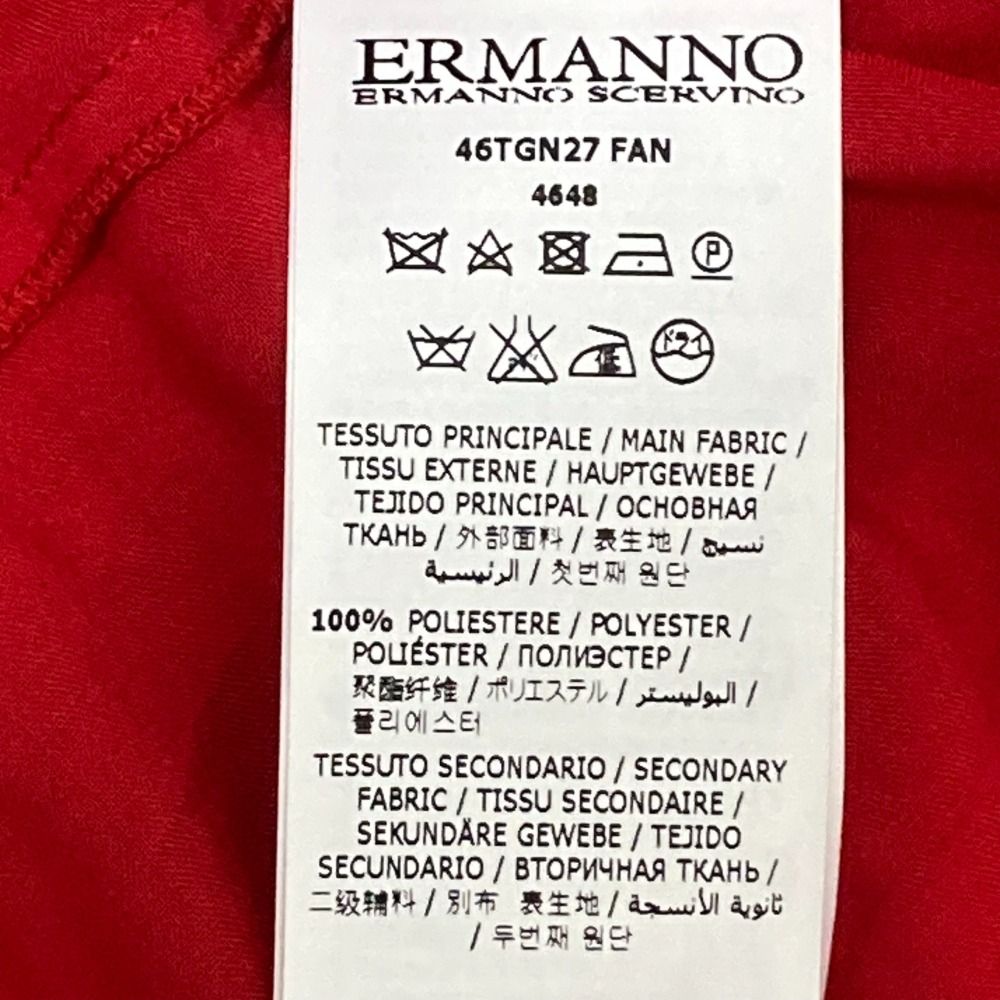 ERMANNO
ERMANNO SCERVINO
46TGN27 FAN
4648
P
低 ドライ
TESSUTO PRINCIPALE / MAIN FABRIC /
TISSU EXTERNE / HAUPTGEWEBE /
TEJIDO PRINCIPAL / ОСНОВНАЯ
ТКАНЬ / 外部面料 / 表生地 / نسيج
الرئيسية / 첫번째 원단
100% POLIESTERE / POLYESTER /
POLIÉSTER / ПОЛИЭСТЕР /
聚酯纤维 / ポリエステル / البوليستر /
폴리에스터
TESSUTO SECONDARIO / SECONDARY
FABRIC / TISSU SECONDAIRE /
SEKUNDÄRE GEWEBE / TEJIDO
SECUNDARIO / ВТОРИЧНАЯ ТКАНЬ /
二级辅料 / 別布 表生地 / ثانوية الأنسجة
/ 두번째 원단